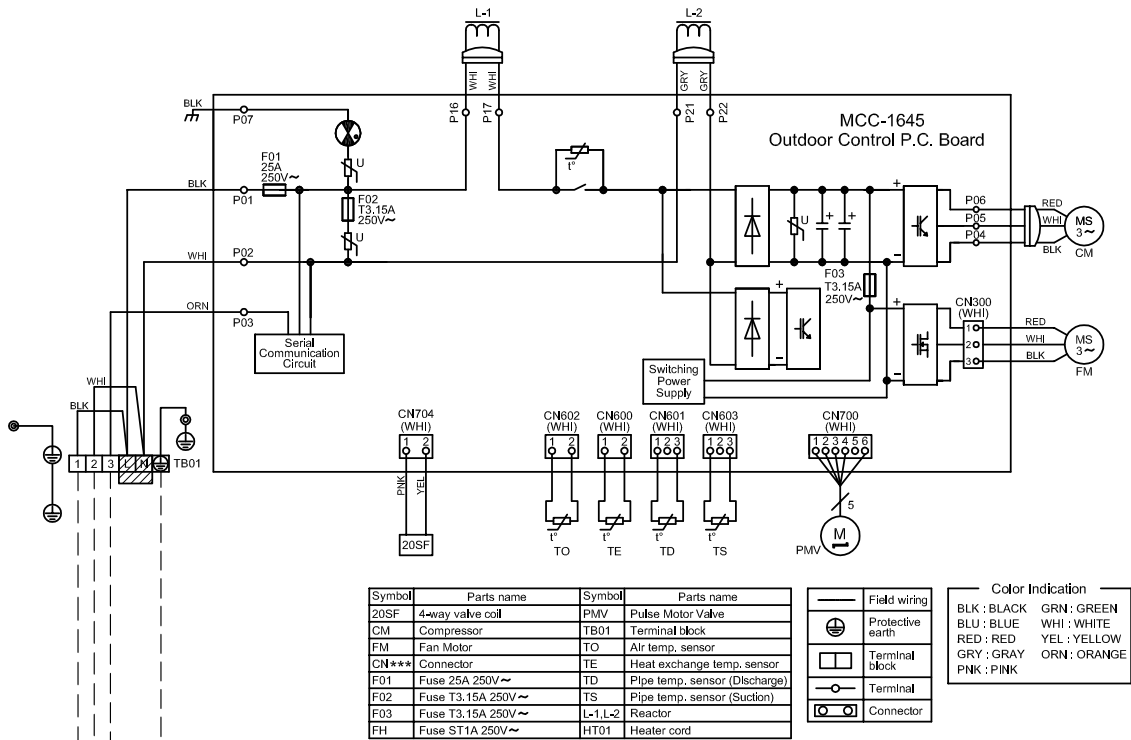 L-1
L-2
WHI
WHI
GRY
GRY
BLK
P07
P16
P17
P21
P22
MCC-1645
Outdoor Control P.C. Board
U
t°
F01
25A
250V~
BLK
P01
F02
T3.15A
250V~
U
U
+
+
+
−
P06
P05
P04
RED
WHI
BLK
MS
3~
CM
WHI
P02
F03
T3.15A
250V~
ORN
P03
Serial
Communication
Circuit
+
−
+
−
CN300
(WHI)
1
2
3
RED
WHI
BLK
MS
3~
FM
Switching
Power
Supply
WHI
BLK
1 2 3 L N
TB01
CN704
(WHI)
1 2
PNK
YEL
20SF
CN602
(WHI)
1 2
t°
TO
CN600
(WHI)
1 2
t°
TE
CN601
(WHI)
1 2 3
t°
TD
CN603
(WHI)
1 2 3
t°
TS
CN700
(WHI)
1 2 3 4 5 6
5
M
PMV
Symbol Parts name Symbol Parts name
20SF 4-way valve coil PMV Pulse Motor Valve
CM Compressor TB01 Terminal block
FM Fan Motor TO Air temp. sensor
CN*** Connector TE Heat exchange temp. sensor
F01 Fuse 25A 250V~ TD Pipe temp. sensor (Discharge)
F02 Fuse T3.15A 250V~ TS Pipe temp. sensor (Suction)
F03 Fuse T3.15A 250V~ L-1,L-2 Reactor
FH Fuse ST1A 250V~ HT01 Heater cord
Field wiring
Protective
earth
Terminal
block
Terminal
Connector
Color Indication
BLK : BLACK GRN : GREEN
BLU : BLUE WHI : WHITE
RED : RED YEL : YELLOW
GRY : GRAY ORN : ORANGE
PNK : PINK